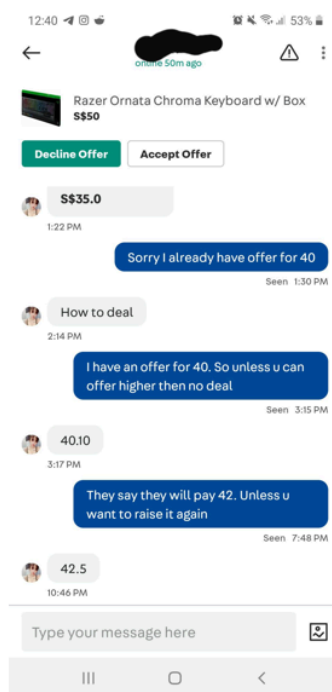 12:40 53%
online 50m ago
Razer Ornata Chroma Keyboard w/ Box
S$50
Decline Offer Accept Offer
S$35.0
1:22 PM
Sorry I already have offer for 40
Seen 1:30 PM
How to deal
2:14 PM
I have an offer for 40. So unless u can
offer higher then no deal
Seen 3:15 PM
40.10
3:17 PM
They say they will pay 42. Unless u
want to raise it again
Seen 7:48 PM
42.5
10:46 PM
Type your message here